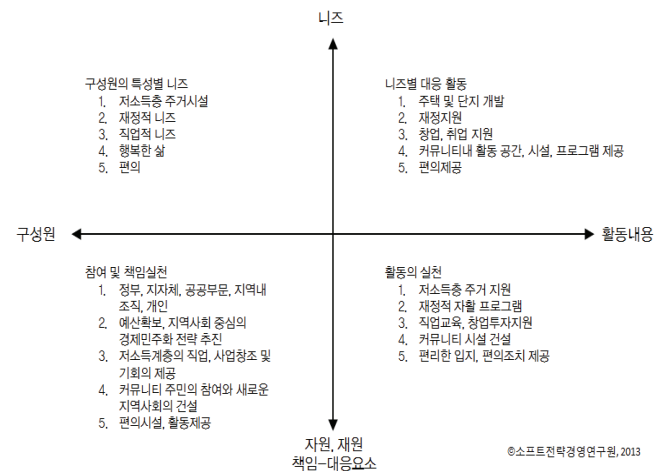 니즈
구성원의 특성별 니즈
1. 저소득층 주거시설
2. 재정적 니즈
3. 직업적 니즈
4. 행복한 삶
5. 편의
니즈별 대응 활동
1. 주택 및 단지 개발
2. 재정지원
3. 창업, 취업 지원
4. 커뮤니티내 활동 공간, 시설, 프로그램 제공
5. 편의제공
구성원
활동내용
참여 및 책임실천
1. 정부, 지자체, 공공부문, 지역내
조직, 개인
2. 예산확보, 지역사회 중심의
경제민주화 전략 추진
3. 저소득계층의 직업, 사업창조 및
기회의 제공
4. 커뮤니티 주민의 참여와 새로운
지역사회의 건설
5. 편의시설, 활동제공
활동의 실천
1. 저소득층 주거 지원
2. 재정적 자활 프로그램
3. 직업교육, 창업투자지원
4. 커뮤니티 시설 건설
5. 편리한 입지, 편의조치 제공
자원, 재원
책임-대응요소
©소프트전략경영연구원, 2013